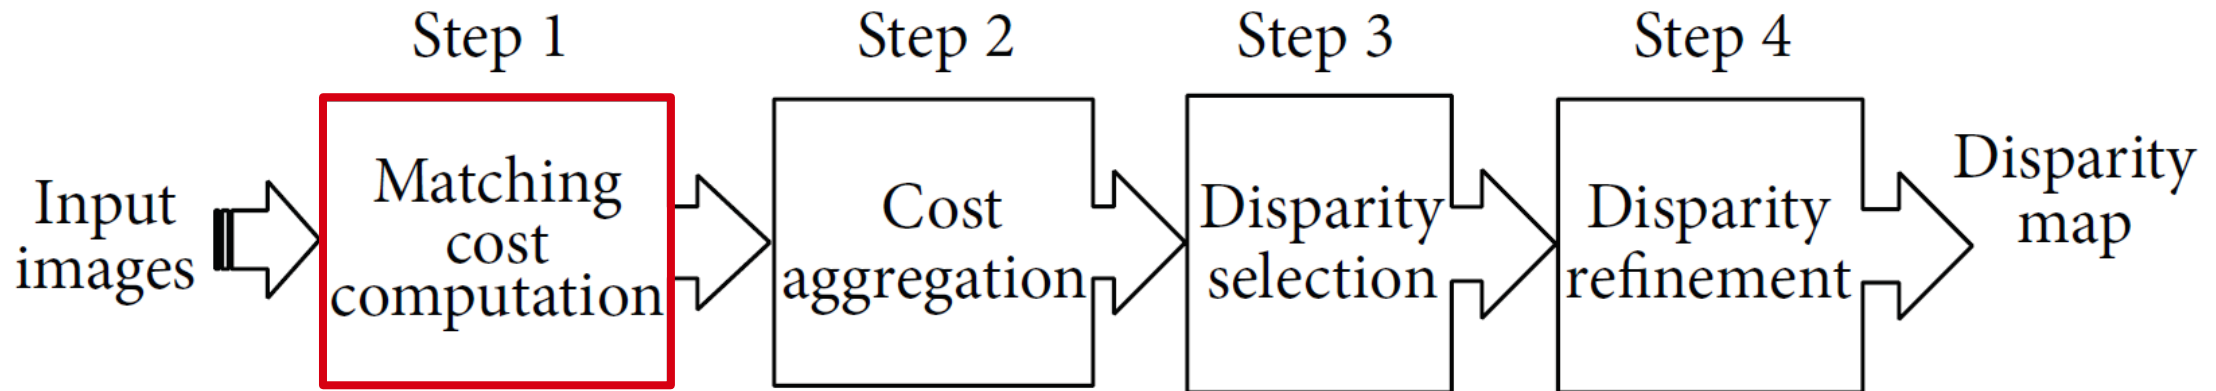 Step 1
Step 2
Step 3
Step 4
Input
images
Matching
cost
computation
Cost
aggregation
Disparity
selection
Disparity
refinement
Disparity
map